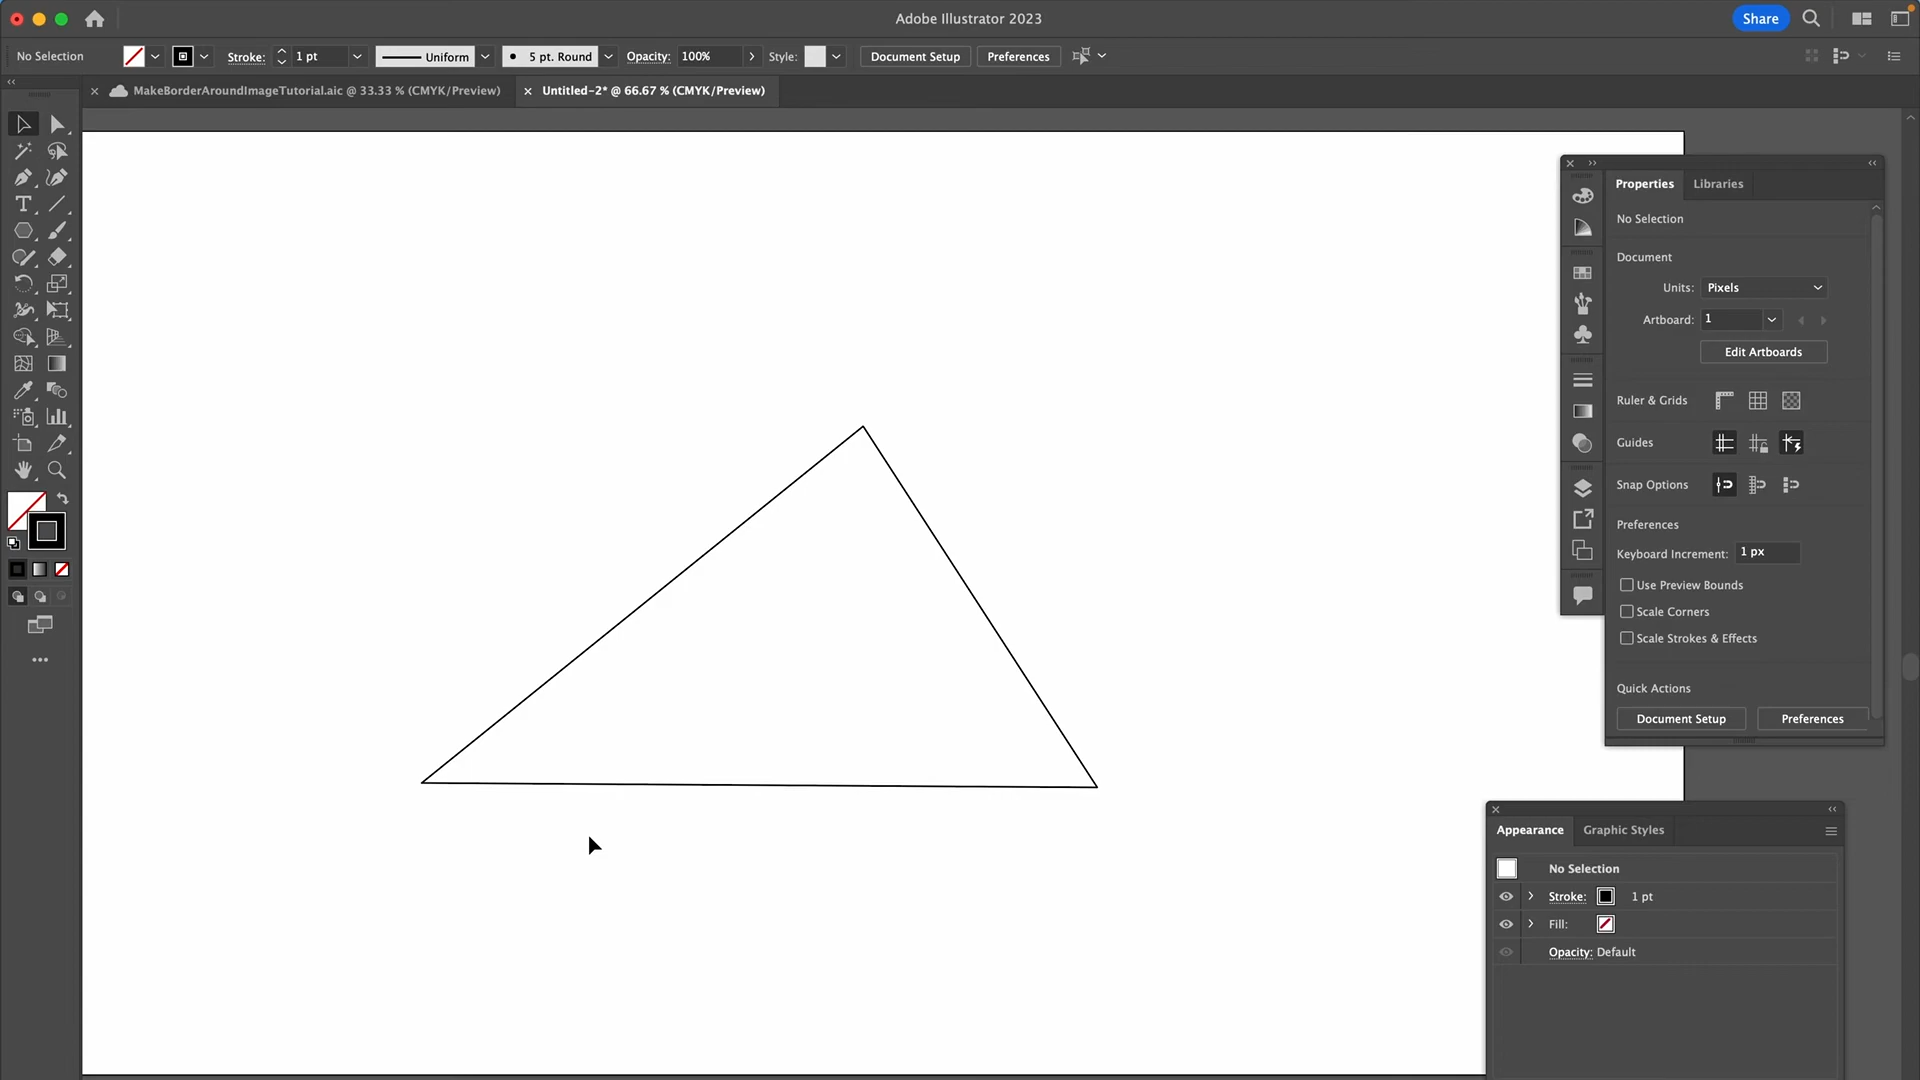 Adobe Illustrator 2023
Share
No Selection
Stroke:
1 pt
Uniform
5 pt. Round
Opacity:
100%
Style:
Document Setup
Preferences
MakeBorderAroundImageTutorial.aic @ 33.33 % (CMYK/Preview)
Untitled-2* @ 66.67 % (CMYK/Preview)
Properties
Libraries
No Selection
Document
Units:
Pixels
Artboard:
1
Edit Artboards
Ruler & Grids
Guides
Snap Options
Preferences
Keyboard Increment:
1 px
Use Preview Bounds
Scale Corners
Scale Strokes & Effects
Quick Actions
Document Setup
Preferences
Appearance
Graphic Styles
No Selection
Stroke:
1 pt
Fill:
Opacity: Default